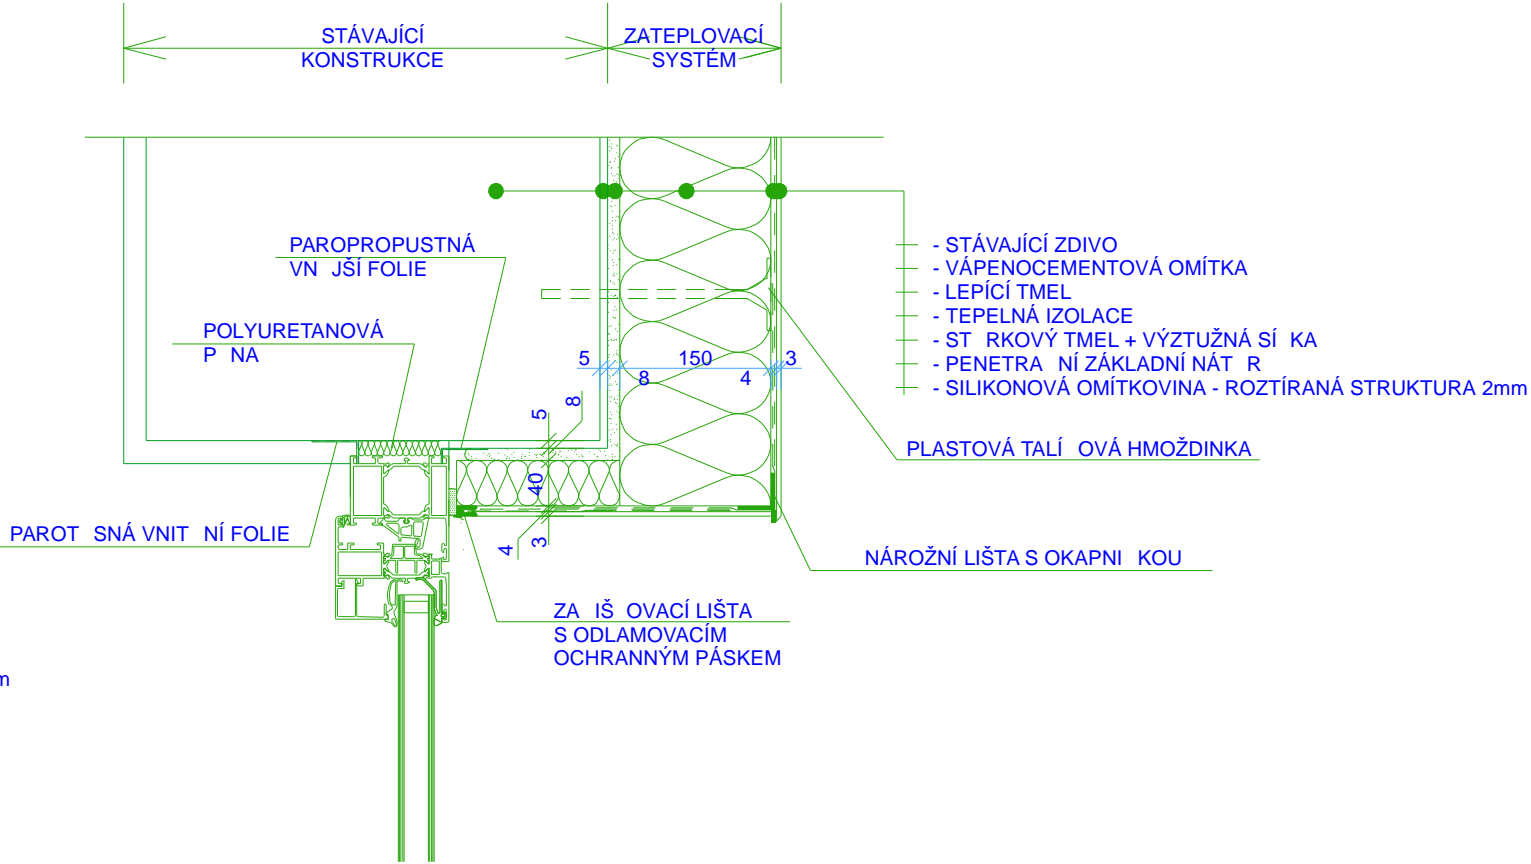 STÁVAJÍCÍ
KONSTRUKCE
ZATEPLOVACÍ
SYSTÉM
PAROPROPUSTNÁ
VN JŠÍ FOLIE
POLYURETANOVÁ
P NA
- STÁVAJÍCÍ ZDIVO
- VÁPENOCEMENTOVÁ OMÍTKA
- LEPÍCÍ TMEL
- TEPELNÁ IZOLACE
- ST RKOVÝ TMEL + VÝZTUŽNÁ SÍ KA
- PENETRA NÍ ZÁKLADNÍ NÁT R
- SILIKONOVÁ OMÍTKOVINA - ROZTÍRANÁ STRUKTURA 2mm
5
150
3
8
4
5
8
40
4
3
PLASTOVÁ TALÍ OVÁ HMOŽDINKA
PAROT SNÁ VNIT NÍ FOLIE
NÁROŽNÍ LIŠTA S OKAPNI KOU
ZA IŠ OVACÍ LIŠTA
S ODLAMOVACÍM
OCHRANNÝM PÁSKEM
m